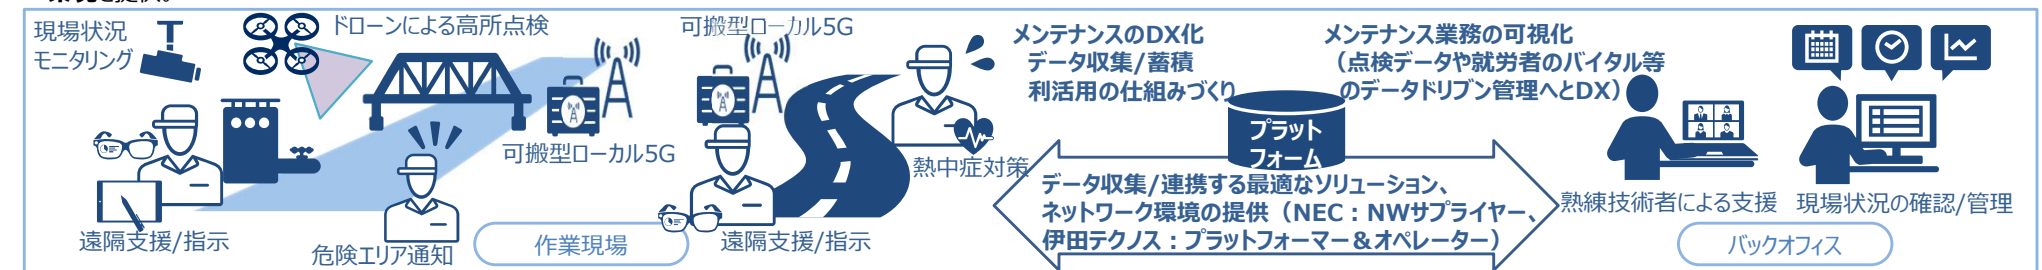 現場状況
モニタリング
ドローンによる高所点検
可搬型ローカル5G
遠隔支援/指示
危険エリア通知
作業現場
可搬型ローカル5G
遠隔支援/指示
熱中症対策
メンテナンスのDX化
データ収集/蓄積
利活用の仕組みづくり
メンテナンス業務の可視化
（点検データや就労者のバイタル等
のデータドリブン管理へとDX）
プラット
フォーム
データ収集/連携する最適なソリューション、
ネットワーク環境の提供（NEC：NWサプライヤー、
伊田テクノス：プラットフォーマー＆オペレーター）
熟練技術者による支援
現場状況の確認/管理
バックオフィス